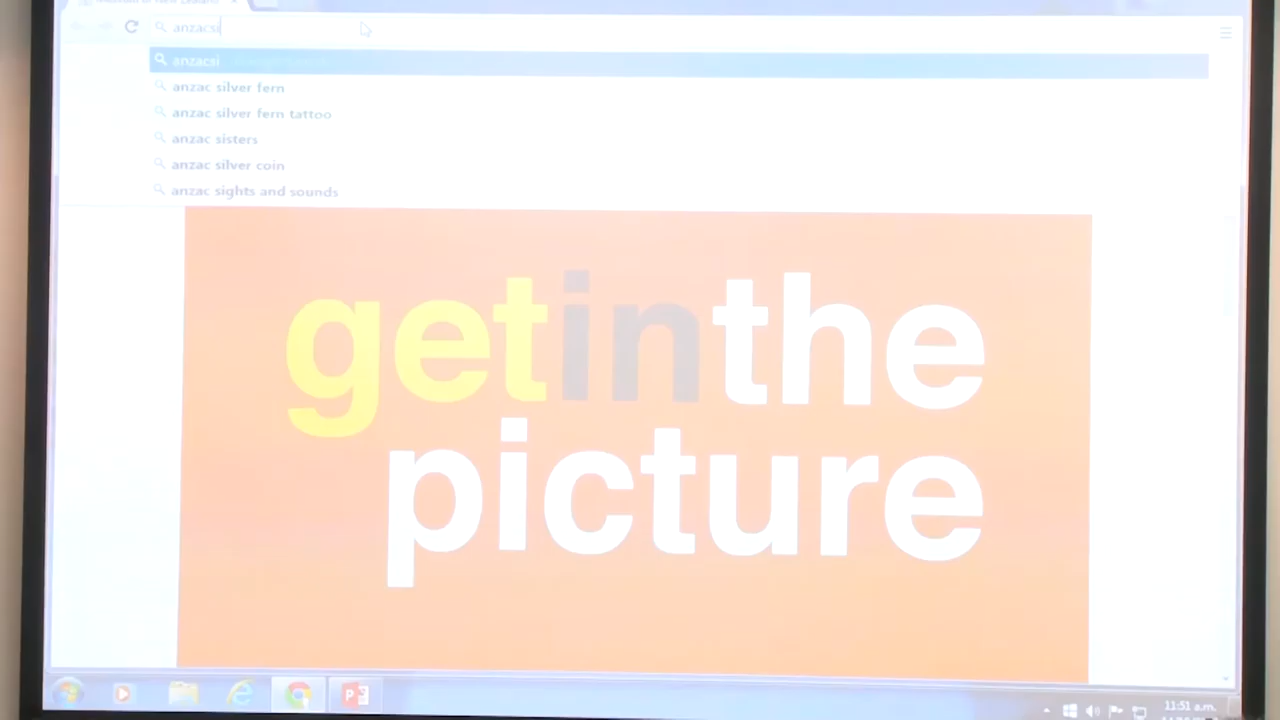 anzacsi
anzacsi
anzac silver fern
anzac silver fern tattoo
anzac sisters
anzac silver coin
anzac sights and sounds
getinthe
picture
11:51 a.m.